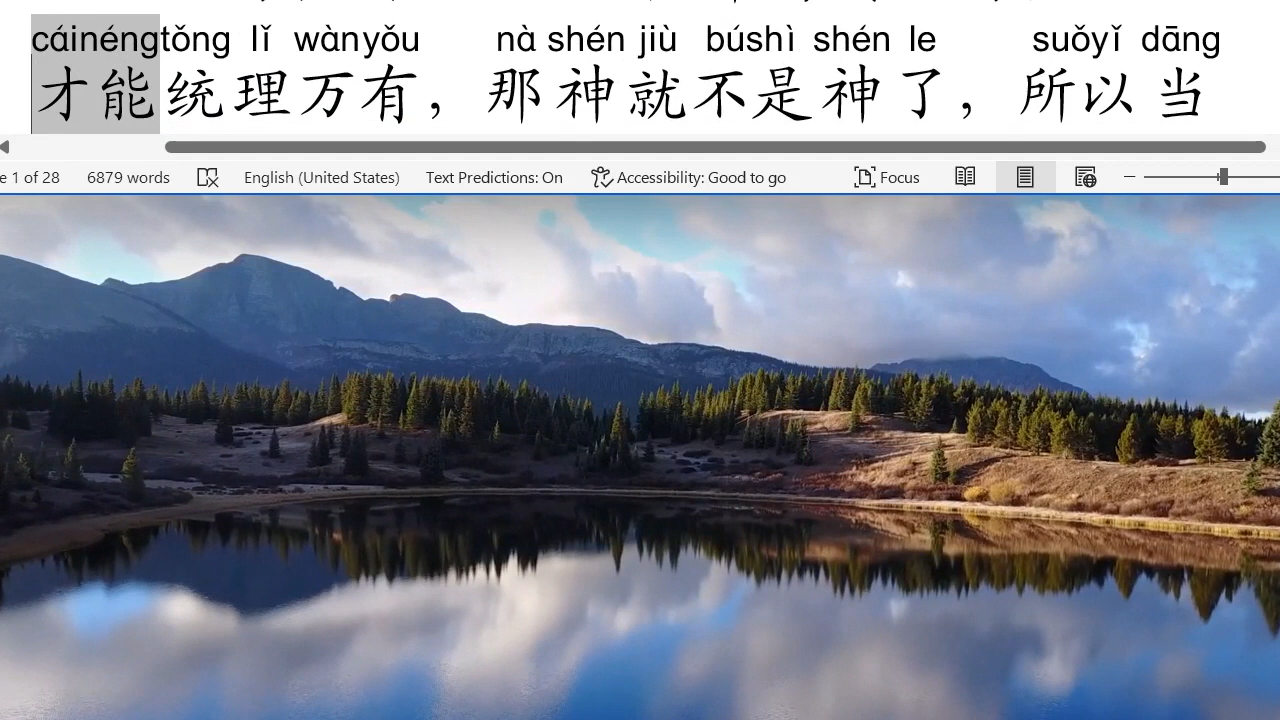 cáinéngtǒng lǐ wànyǒu nà shén jiù búshì shén le suǒyǐ dāng
才能统理万有，那神就不是神了，所以当
e 1 of 28 6879 words English (United States) Text Predictions: On Accessibility: Good to go Focus